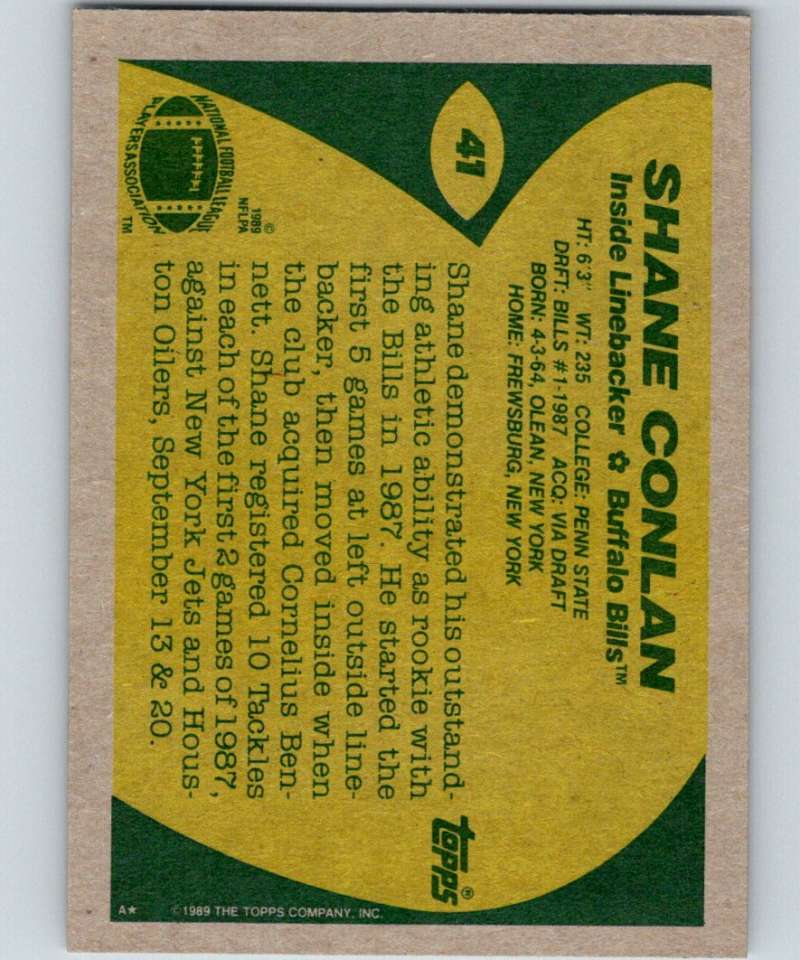 41
SHANE CONLAN
Inside Linebacker ✿ Buffalo Bills™
HT: 6'3" WT: 235 COLLEGE: PENN STATE
DRFT: BILLS #1-1987 ACQ: VIA DRAFT
BORN: 4-3-64, OLEAN, NEW YORK
HOME: FREWSBURG, NEW YORK
Shane demonstrated his outstand-
ing athletic ability as rookie with
the Bills in 1987. He started the
first 5 games at left outside line-
backer, then moved inside when
the club acquired Cornelius Ben-
nett. Shane registered 10 Tackles
in each of the first 2 games of 1987,
against New York Jets and Hous-
ton Oilers, September 13 & 20.
NATIONAL FOOTBALL LEAGUE
PLAYERS ASSOCIATION
™
©
1989
NFLPA
topps®
A★ ©1989 THE TOPPS COMPANY, INC.